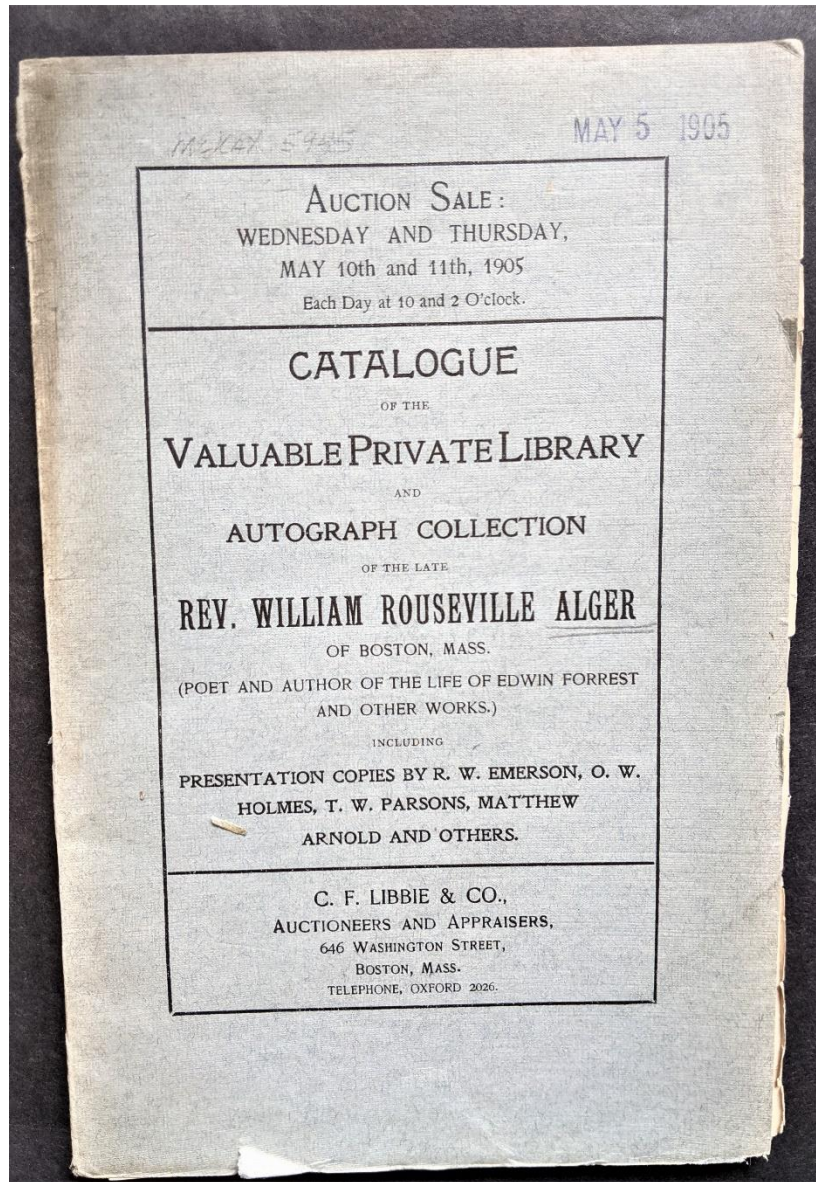 McKAY 5945
MAY 5 1905
AUCTION SALE:
WEDNESDAY AND THURSDAY,
MAY 10th and 11th, 1905
Each Day at 10 and 2 O'clock.
CATALOGUE
OF THE
VALUABLE PRIVATE LIBRARY
AND
AUTOGRAPH COLLECTION
OF THE LATE
REV. WILLIAM ROUSEVILLE ALGER
OF BOSTON, MASS.
(POET AND AUTHOR OF THE LIFE OF EDWIN FORREST
AND OTHER WORKS.)
INCLUDING
PRESENTATION COPIES BY R. W. EMERSON, O. W.
HOLMES, T. W. PARSONS, MATTHEW
ARNOLD AND OTHERS.
C. F. LIBBIE & CO.,
AUCTIONEERS AND APPRAISERS,
646 WASHINGTON STREET,
BOSTON, MASS.
TELEPHONE, OXFORD 2026.